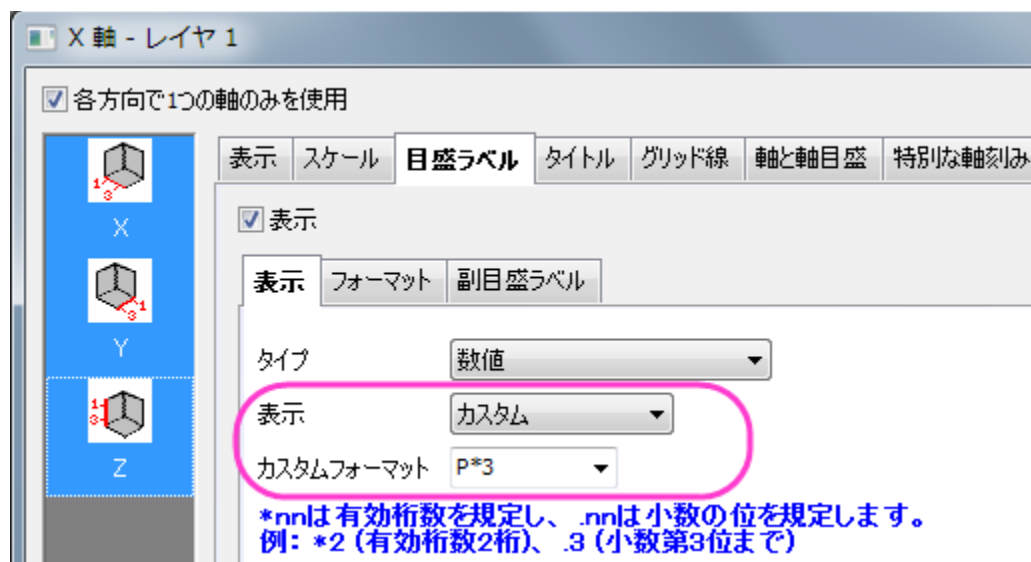 X 軸 - レイヤ 1
各方向で1つの軸のみを使用
表示 スケール 目盛ラベル タイトル グリッド線 軸と軸目盛 特別な軸刻み
1 3
X
表示
表示 フォーマット 副目盛ラベル
1 3
Y
タイプ 数値
1 3
表示 カスタム
Z
カスタムフォーマット P*3
*nnは有効桁数を規定し、.nnは小数の位を規定します。
例: *2 (有効桁数2桁)、.3 (小数第3位まで)